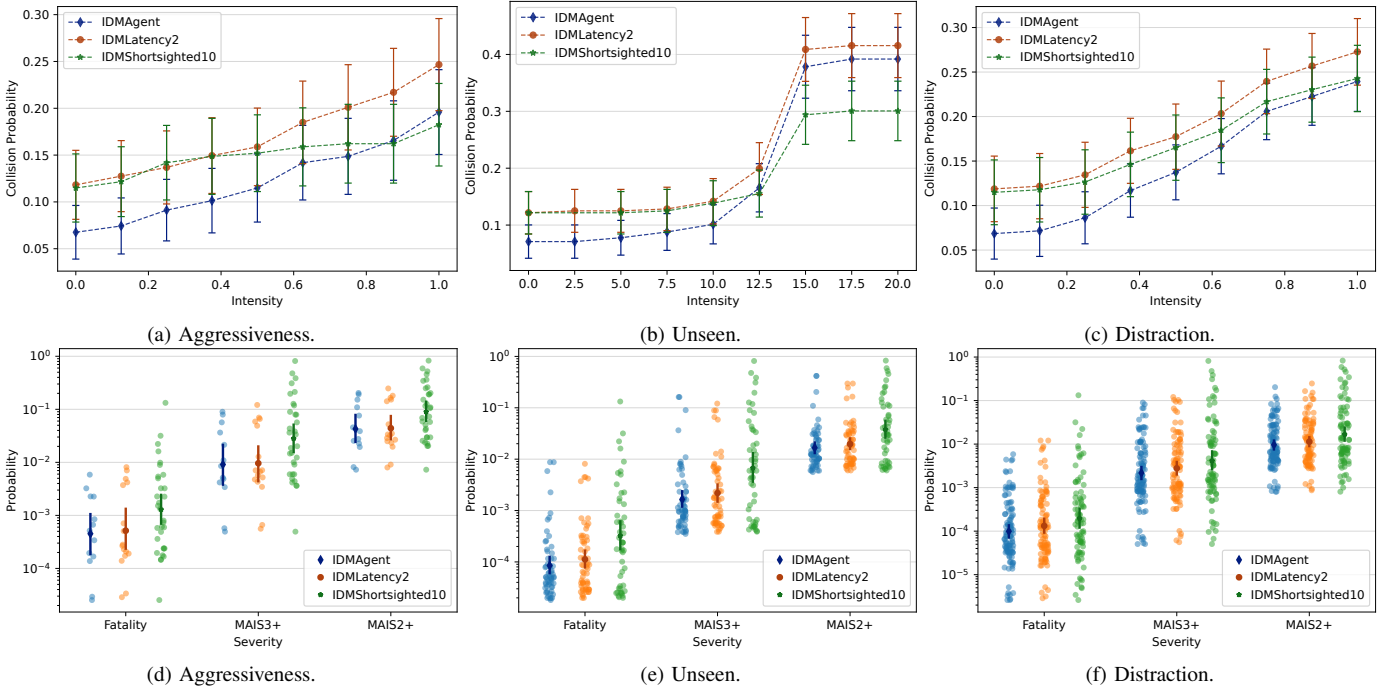 IDMAgent
IDMLatency2
IDMShortsighted10
0.30
0.25
0.20
0.15
0.10
0.05
Collision Probability
0.0 0.2 0.4 0.6 0.8 1.0
Intensity
(a) Aggressiveness.
IDMAgent
IDMLatency2
IDMShortsighted10
0.4
0.3
0.2
0.1
Collision Probability
0.0 2.5 5.0 7.5 10.0 12.5 15.0 17.5 20.0
Intensity
(b) Unseen.
IDMAgent
IDMLatency2
IDMShortsighted10
0.30
0.25
0.20
0.15
0.10
0.05
Collision Probability
0.0 0.2 0.4 0.6 0.8 1.0
Intensity
(c) Distraction.
10⁰
10⁻¹
10⁻²
10⁻³
10⁻⁴
Probability
IDMAgent
IDMLatency2
IDMShortsighted10
Fatality MAIS3+ MAIS2+
Severity
(d) Aggressiveness.
10⁰
10⁻¹
10⁻²
10⁻³
10⁻⁴
Probability
IDMAgent
IDMLatency2
IDMShortsighted10
Fatality MAIS3+ MAIS2+
Severity
(e) Unseen.
10⁰
10⁻¹
10⁻²
10⁻³
10⁻⁴
10⁻⁵
Probability
IDMAgent
IDMLatency2
IDMShortsighted10
Fatality MAIS3+ MAIS2+
Severity
(f) Distraction.